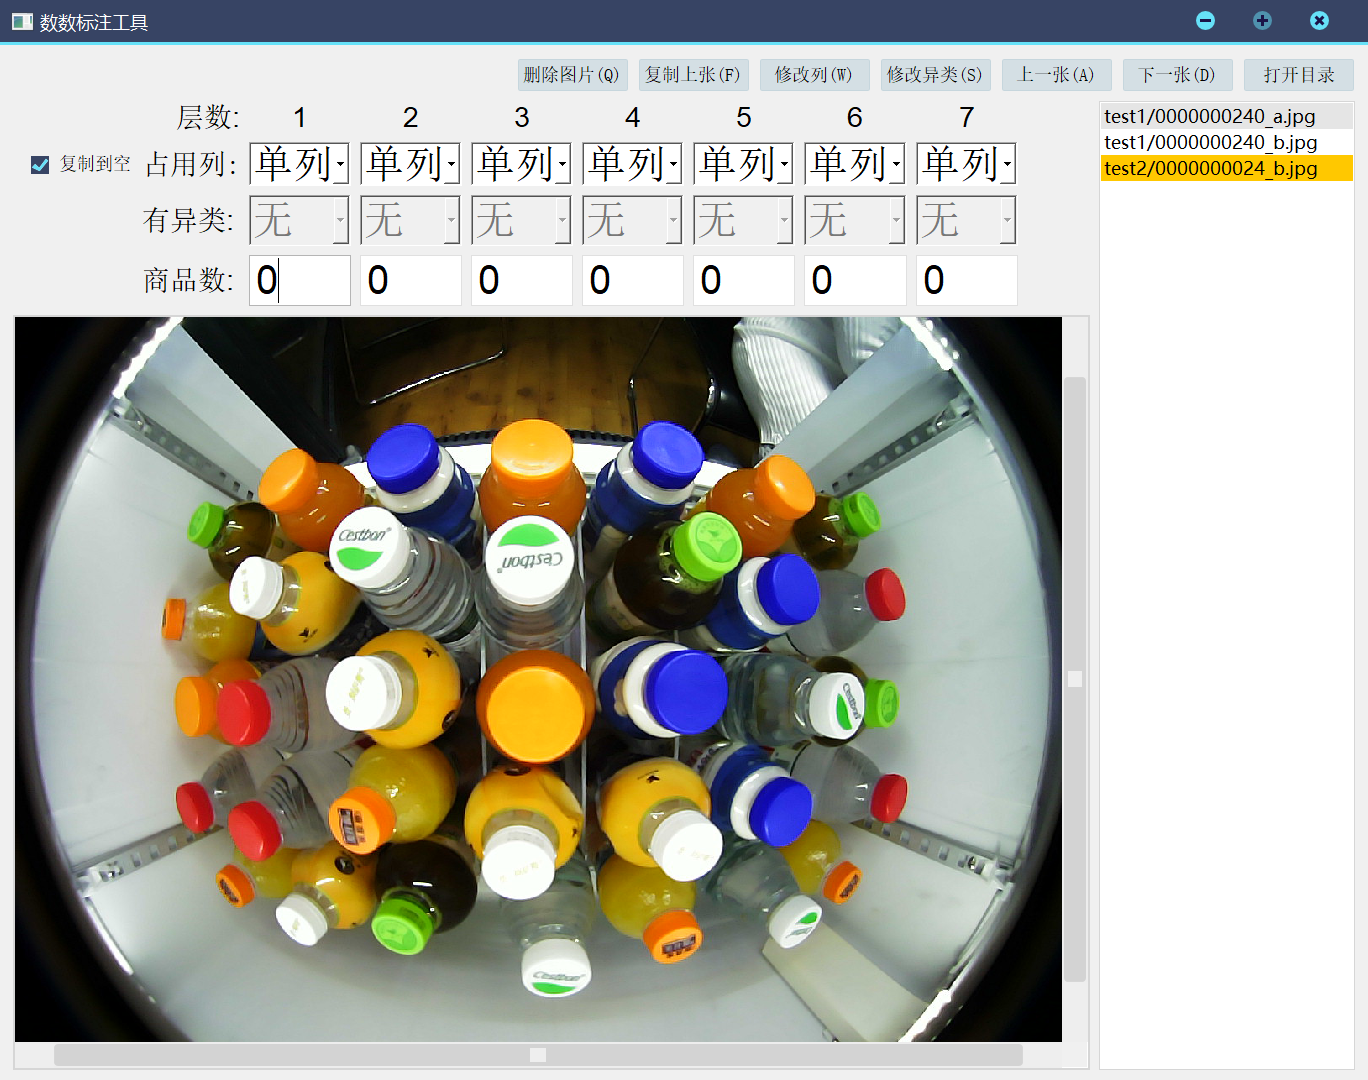 数数标注工具
删除图片(Q) 复制上张(F) 修改列(W) 修改异类(S) 上一张(A) 下一张(D) 打开目录
层数: 1 2 3 4 5 6 7
复制到空 占用列: 单列 单列 单列 单列 单列 单列 单列
有异类: 无 无 无 无 无 无 无
商品数: 0 0 0 0 0 0 0
test1/0000000240_a.jpg
test1/0000000240_b.jpg
test2/0000000024_b.jpg
Cestbon
Cestbon
Cestbon